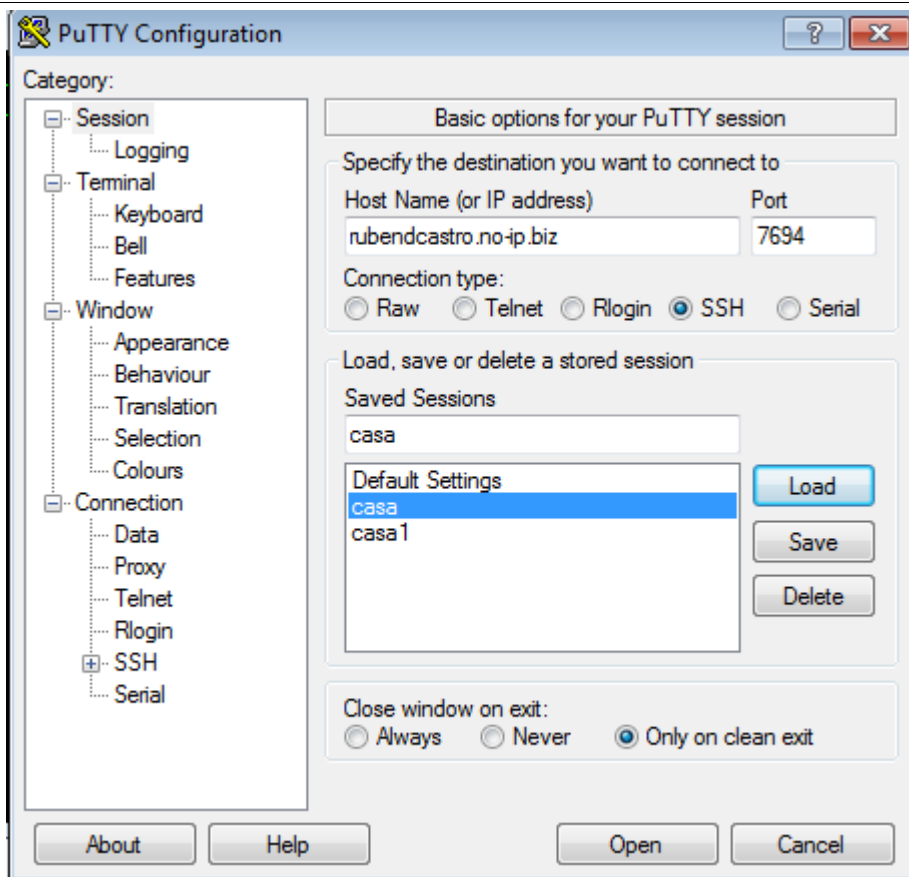 PuTTY Configuration
Category:
Session
Logging
Terminal
Keyboard
Bell
Features
Window
Appearance
Behaviour
Translation
Selection
Colours
Connection
Data
Proxy
Telnet
Rlogin
SSH
Serial
Basic options for your PuTTY session
Specify the destination you want to connect to
Host Name (or IP address) Port
rubendcastro.no-ip.biz 7694
Connection type:
Raw Telnet Rlogin SSH Serial
Load, save or delete a stored session
Saved Sessions
casa
Default Settings
casa
casa1
Load
Save
Delete
Close window on exit:
Always Never Only on clean exit
About Help Open Cancel